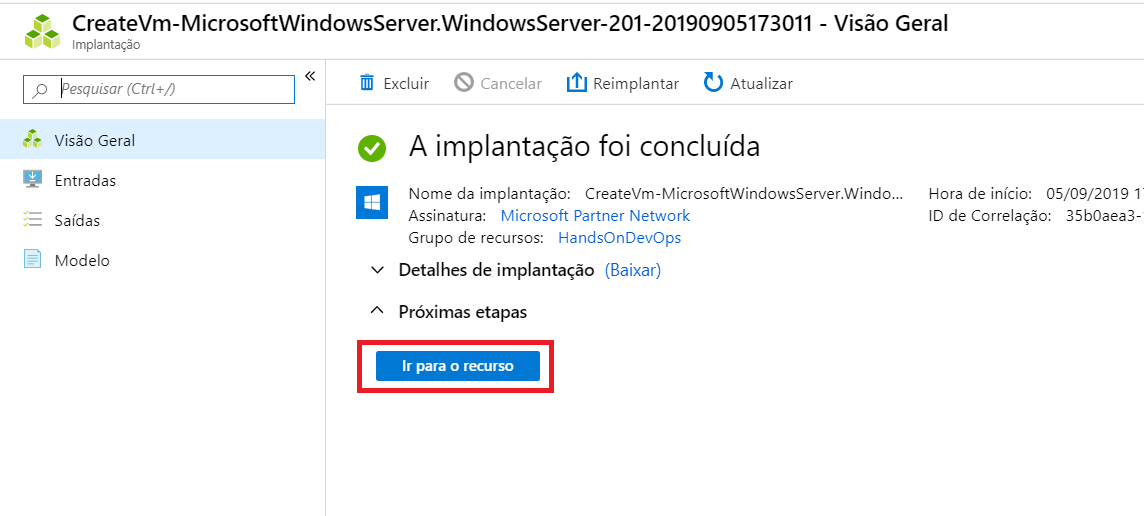 CreateVm-MicrosoftWindowsServer.WindowsServer-201-20190905173011 - Visão Geral
Implantação
Pesquisar (Ctrl+/)
«
Visão Geral
Entradas
Saídas
Modelo
Excluir Cancelar Reimplantar Atualizar
A implantação foi concluída
Nome da implantação: CreateVm-MicrosoftWindowsServer.Windo... Hora de início: 05/09/2019 1
Assinatura: Microsoft Partner Network ID de Correlação: 35b0aea3-
Grupo de recursos: HandsOnDevOps
Detalhes de implantação (Baixar)
Próximas etapas
Ir para o recurso